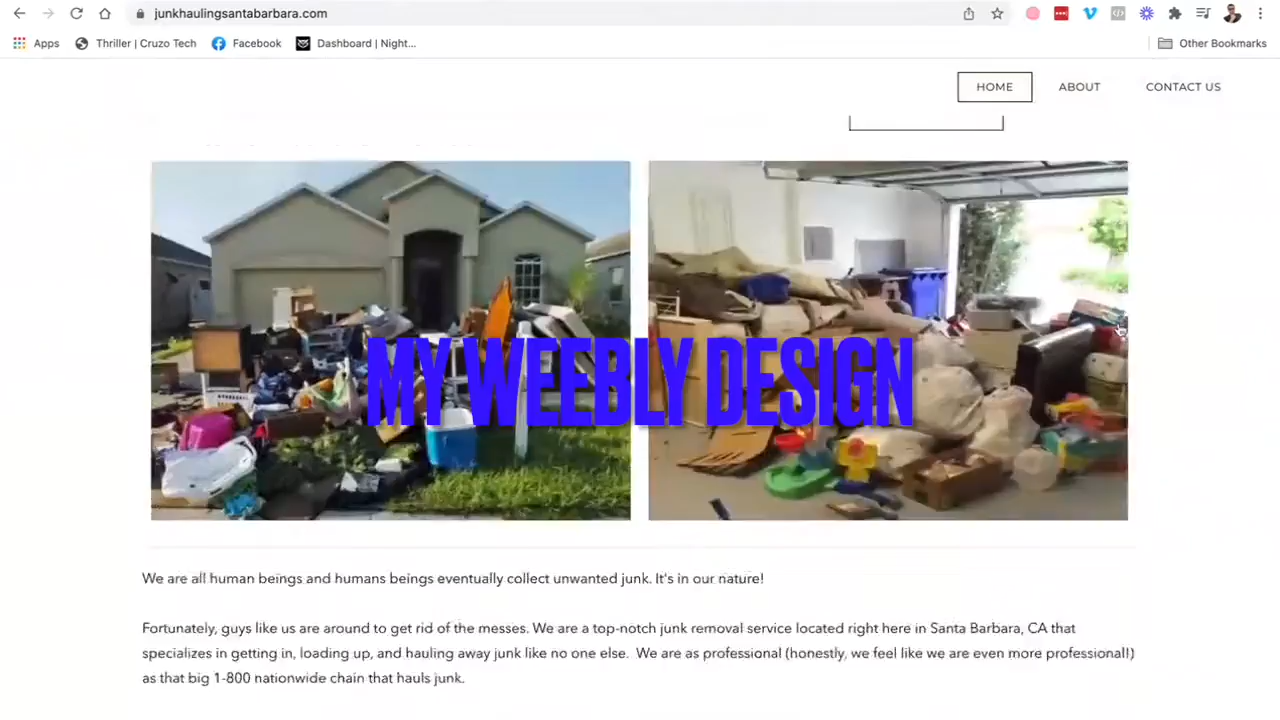 junkhaulingsantabarbara.com
Apps
Thriller | Cruzo Tech
Facebook
Dashboard | Night...
Other Bookmarks
HOME
ABOUT
CONTACT US
MY WEEBLY DESIGN
We are all human beings and humans beings eventually collect unwanted junk. It's in our nature!
Fortunately, guys like us are around to get rid of the messes. We are a top-notch junk removal service located right here in Santa Barbara, CA that
specializes in getting in, loading up, and hauling away junk like no one else. We are as professional (honestly, we feel like we are even more professional!)
as that big 1-800 nationwide chain that hauls junk.